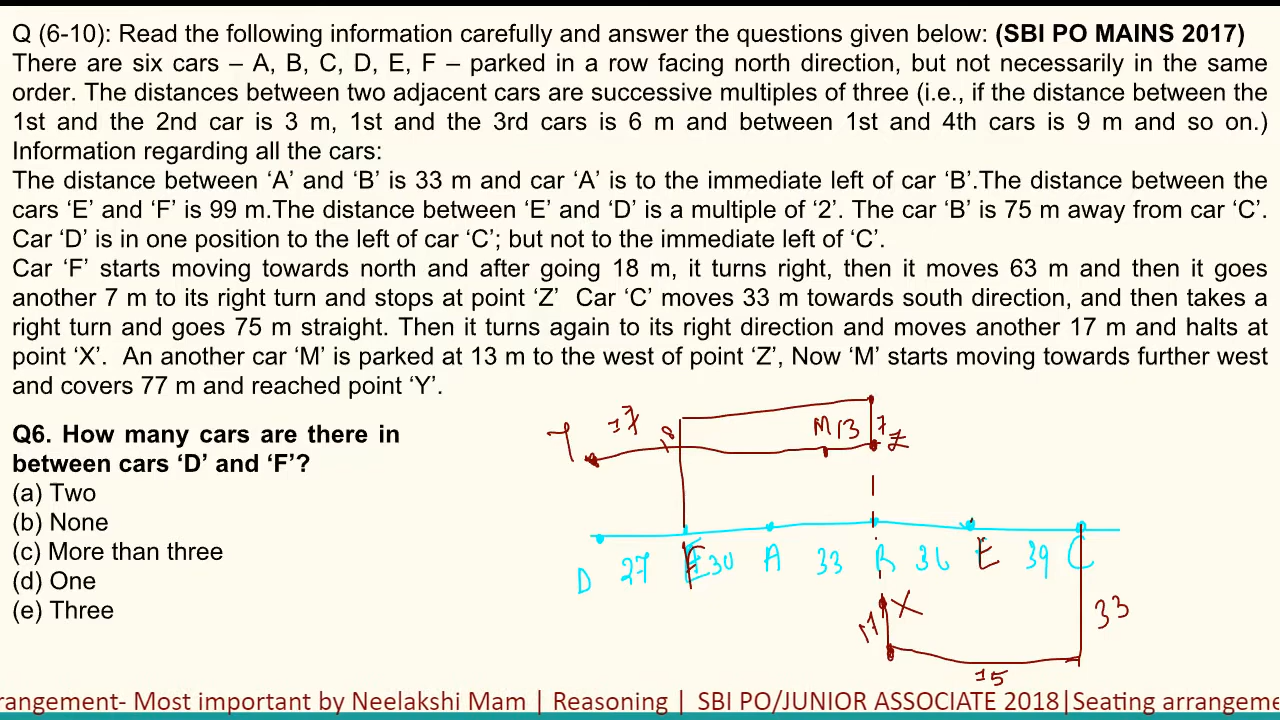 Q (6-10): Read the following information carefully and answer the questions given below: (SBI PO MAINS 2017)
There are six cars – A, B, C, D, E, F – parked in a row facing north direction, but not necessarily in the same
order. The distances between two adjacent cars are successive multiples of three (i.e., if the distance between the
1st and the 2nd car is 3 m, 1st and the 3rd cars is 6 m and between 1st and 4th cars is 9 m and so on.)
Information regarding all the cars:
The distance between ‘A’ and ‘B’ is 33 m and car ‘A’ is to the immediate left of car ‘B’.The distance between the
cars ‘E’ and ‘F’ is 99 m.The distance between ‘E’ and ‘D’ is a multiple of ‘2’. The car ‘B’ is 75 m away from car ‘C’.
Car ‘D’ is in one position to the left of car ‘C’; but not to the immediate left of ‘C’.
Car ‘F’ starts moving towards north and after going 18 m, it turns right, then it moves 63 m and then it goes
another 7 m to its right turn and stops at point ‘Z’ Car ‘C’ moves 33 m towards south direction, and then takes a
right turn and goes 75 m straight. Then it turns again to its right direction and moves another 17 m and halts at
point ‘X’. An another car ‘M’ is parked at 13 m to the west of point ‘Z’, Now ‘M’ starts moving towards further west
and covers 77 m and reached point ‘Y’.
Q6. How many cars are there in
between cars ‘D’ and ‘F’?
(a) Two
(b) None
(c) More than three
(d) One
(e) Three
Y 17 18 M 13 7 Z
D 27 F 30 A 33 B 36 E 39 C
17 X 33
15
rangement- Most important by Neelakshi Mam | Reasoning | SBI PO/JUNIOR ASSOCIATE 2018|Seating arrangeme